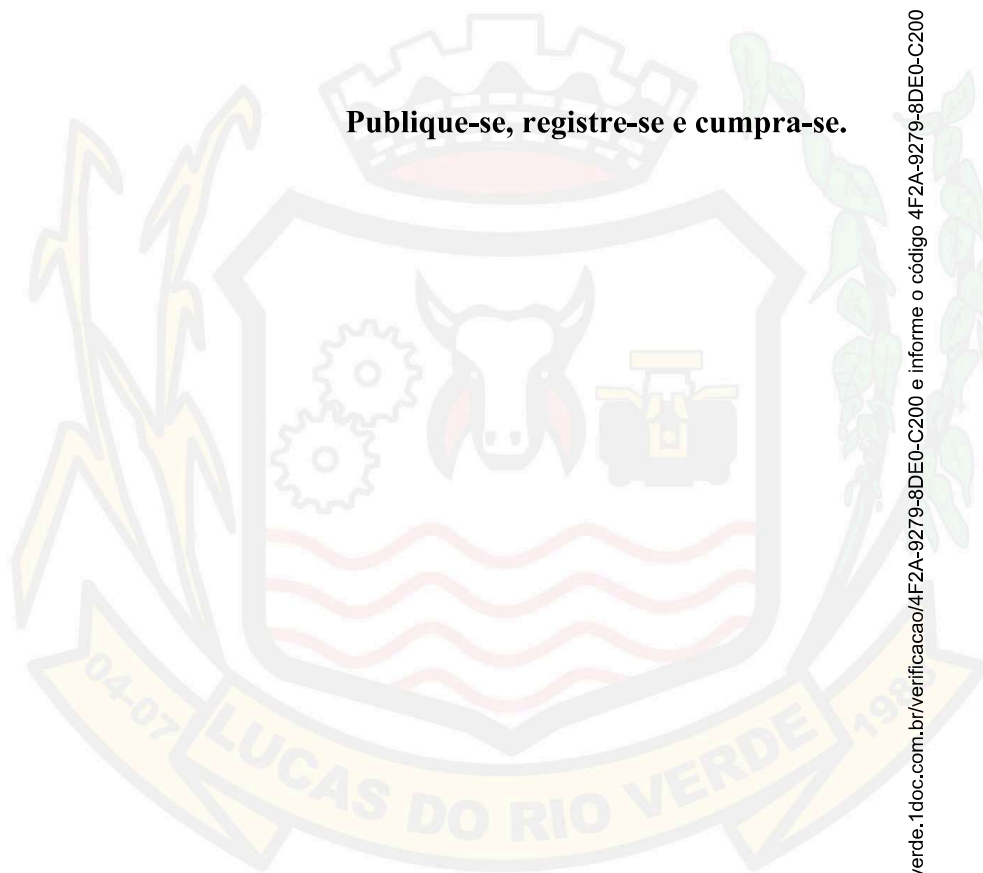 Publique-se, registre-se e cumpra-se.
04-07
LUCAS DO RIO VERDE
verde.1doc.com.br/verificacao/4F2A-9279-8DE0-C200 e informe o código 4F2A-9279-8DE0-C200